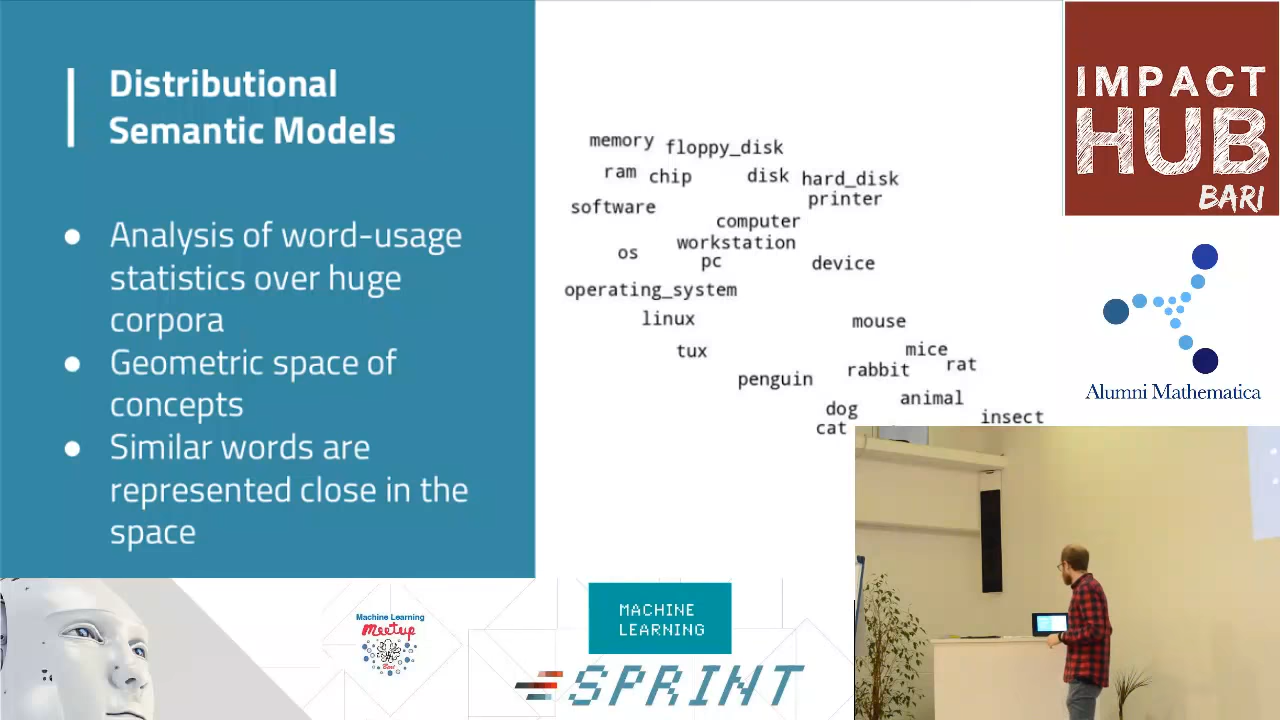 Distributional
Semantic Models
● Analysis of word-usage
statistics over huge
corpora
● Geometric space of
concepts
● Similar words are
represented close in the
space
memory floppy_disk
ram chip disk hard_disk
printer
software
computer
workstation
os
pc device
operating_system
linux mouse
tux mice
rabbit rat
penguin
animal
dog insect
cat
IMPACT
HUB
BARI
Alumni Mathematica
Machine Learning
Meetup
Bari
MACHINE
LEARNING
SPRINT